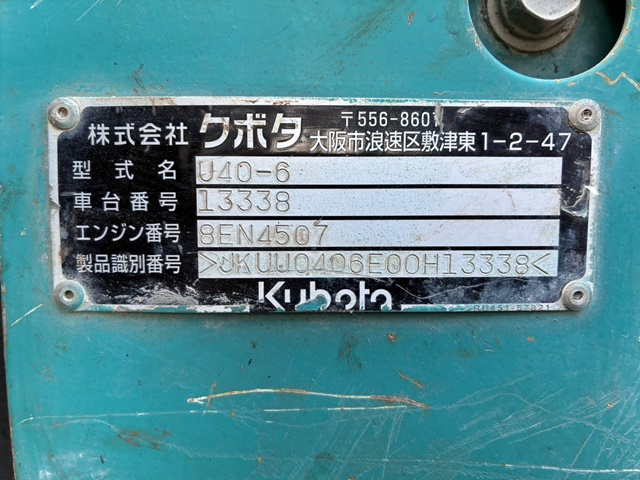 株式会社 クボタ 〒556-8601
大阪市浪速区敷津東1-2-47
型式名 U40-6
車台番号 13338
エンジン番号 8EN4507
製品識別番号 >JKUU0406E00H13338<
Kubota